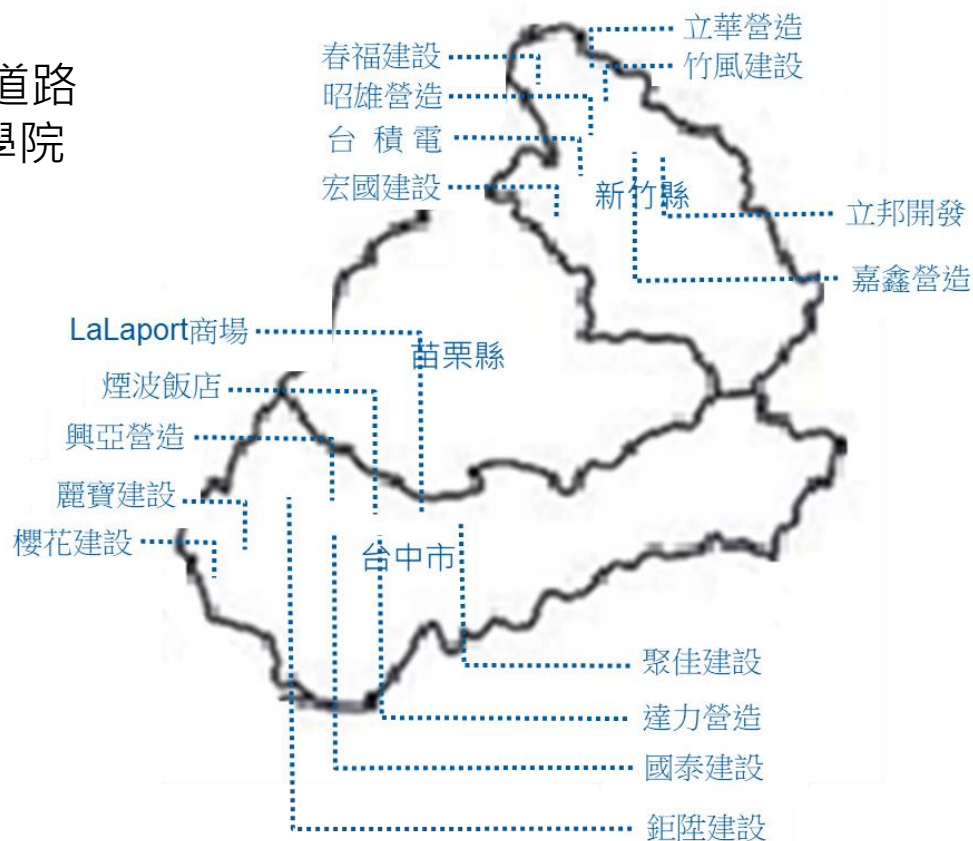 道路
學院
立華營造
春福建設
竹風建設
昭雄營造
台積電
宏國建設
新竹縣
立邦開發
嘉鑫營造
LaLaport商場
苗栗縣
煙波飯店
興亞營造
麗寶建設
櫻花建設
台中市
聚佳建設
達力營造
國泰建設
鉅陞建設